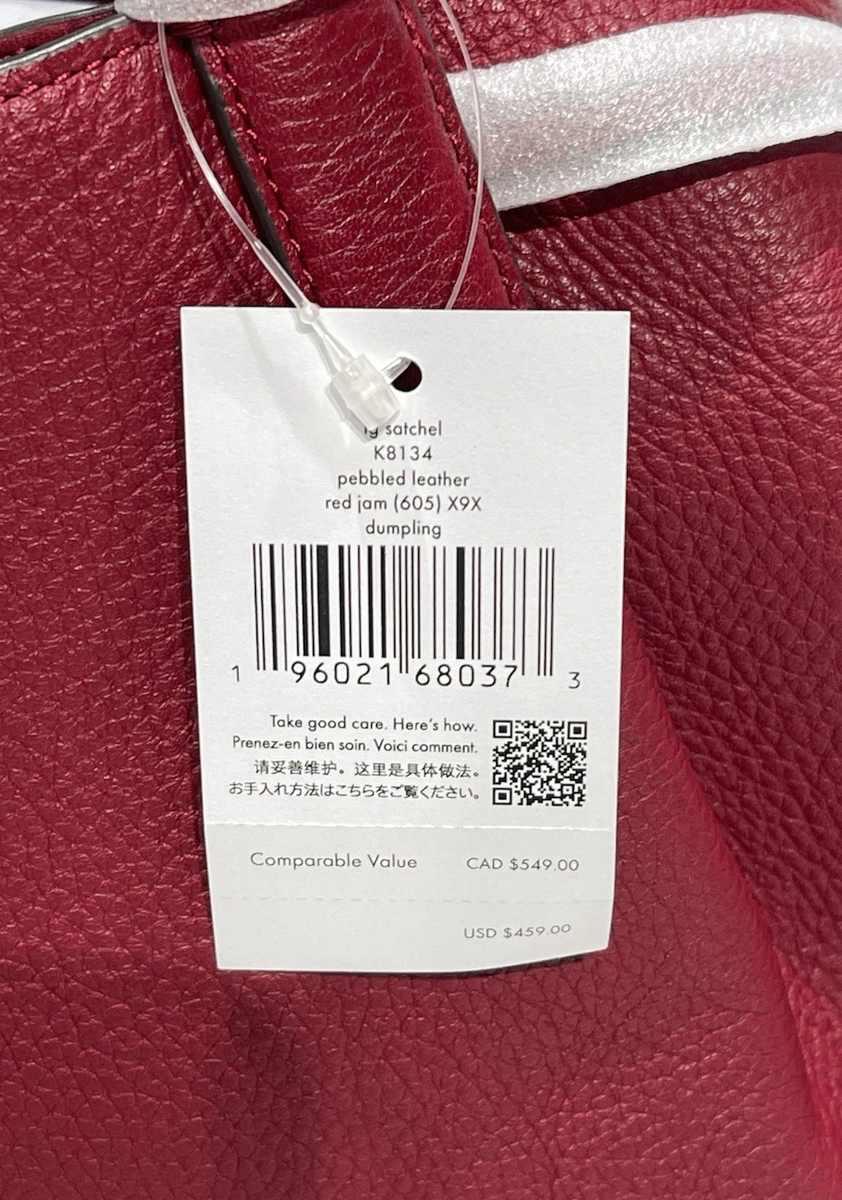 lg satchel
K8134
pebbled leather
red jam (605) X9X
dumpling
1 96021 68037 3
Take good care. Here's how.
Prenez-en bien soin. Voici comment.
请妥善维护。这里是具体做法。
お手入れ方法はこちらをご覧ください。
Comparable Value CAD $549.00
USD $459.00